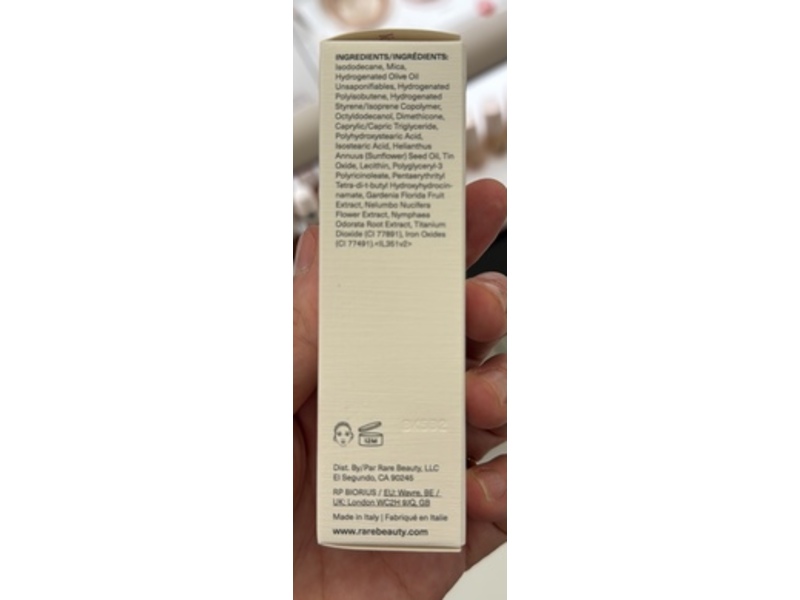 INGREDIENTS/INGRÉDIENTS:
Isododecane, Mica,
Hydrogenated Olive Oil
Unsaponifiables, Hydrogenated
Polyisobutene, Hydrogenated
Styrene/Isoprene Copolymer,
Octyldodecanol, Dimethicone,
Caprylic/Capric Triglyceride,
Polyhydroxystearic Acid,
Isostearic Acid, Helianthus
Annuus (Sunflower) Seed Oil, Tin
Oxide, Lecithin, Polyglyceryl-3
Polyricinoleate, Pentaerythrityl
Tetra-di-t-butyl Hydroxyhydrocin-
namate, Gardenia Florida Fruit
Extract, Nelumbo Nucifera
Flower Extract, Nymphaea
Odorata Root Extract, Titanium
Dioxide (CI 77891), Iron Oxides
(CI 77491).<IL351v2>
12M
Dist. By/Par Rare Beauty, LLC
El Segundo, CA 90245
RP BIORIUS / EU: Wavre, BE /
UK: London WC2H 9JQ, GB
Made in Italy | Fabriqué en Italie
www.rarebeauty.com